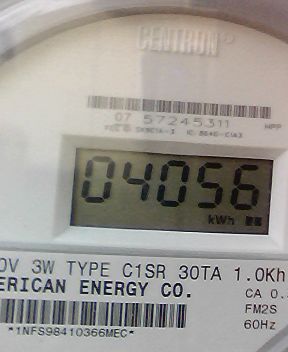 CENTRON
07 57245311
HPP
04056
kWh
0V 3W TYPE C1SR 30TA 1.0Kh
ERICAN ENERGY CO.
CA 0.
FM2S
60Hz
*1NFS98410366MEC*